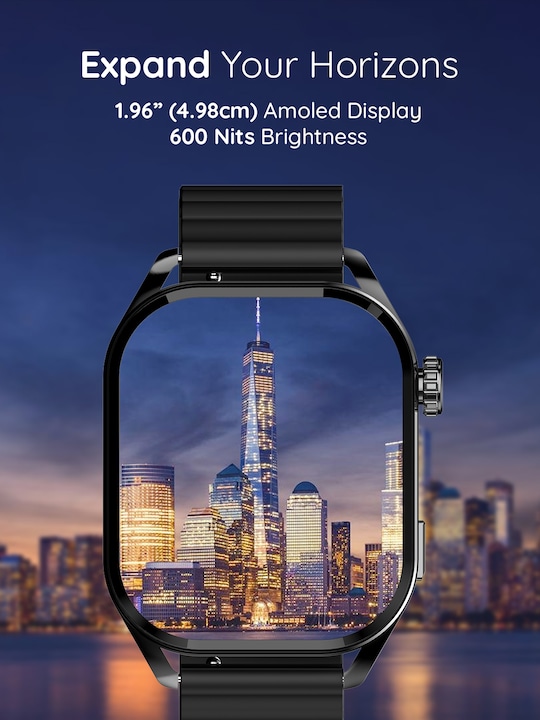 Expand Your Horizons
1.96” (4.98cm) Amoled Display
600 Nits Brightness